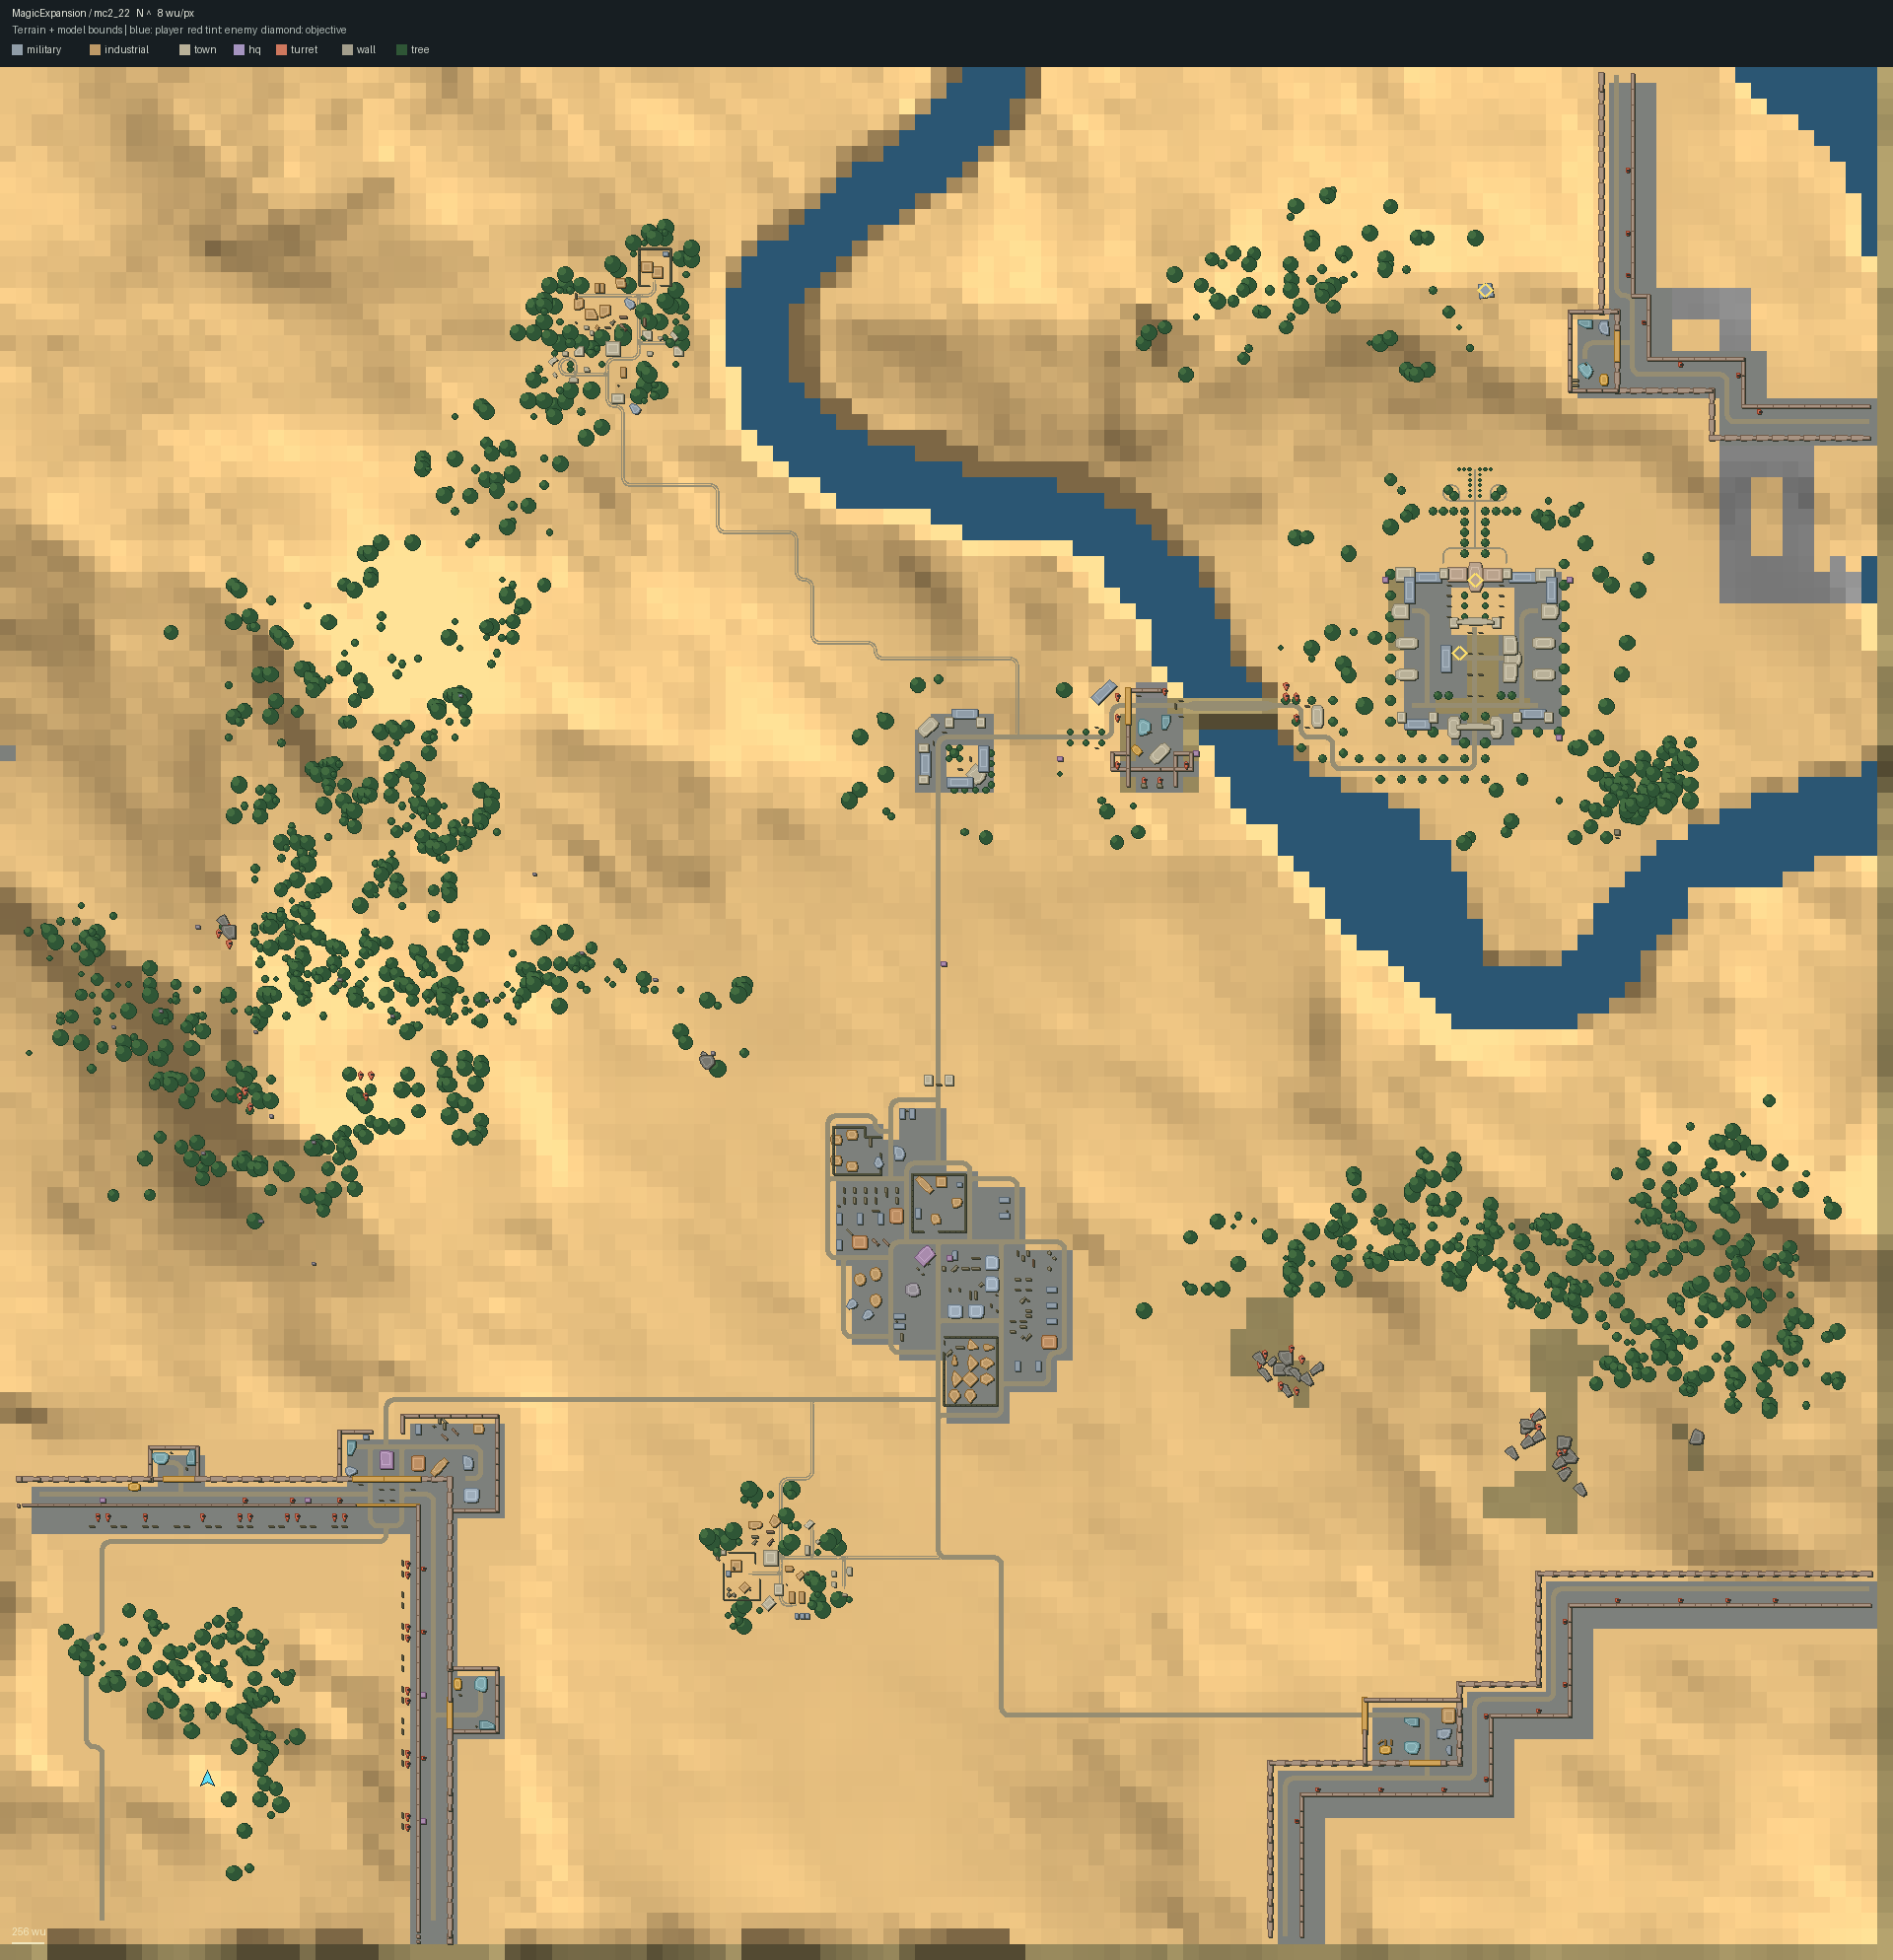 MagicExpansion / mc2_22 N ^ 8 wu/px
Terrain + model bounds | blue: player red tint: enemy diamond: objective
military industrial town hq turret wall tree
256 wu